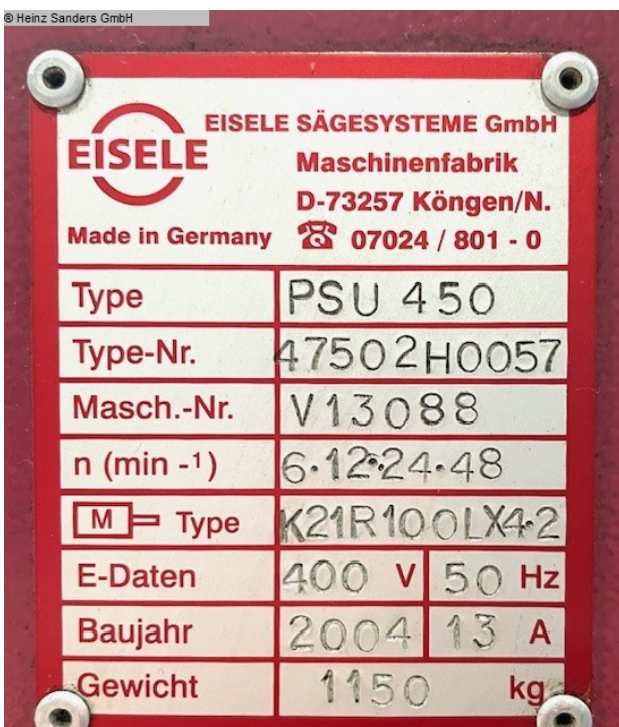 © Heinz Sanders GmbH
EISELE
EISELE SÄGESYSTEME GmbH
Maschinenfabrik
D-73257 Köngen/N.
Made in Germany ☎ 07024 / 801 - 0
Type PSU 450
Type-Nr. 47502H0057
Masch.-Nr. V13088
n (min -1) 6·12·24·48
M Type K21R100LX4·2
E-Daten 400 V 50 Hz
Baujahr 2004 13 A
Gewicht 1150 kg